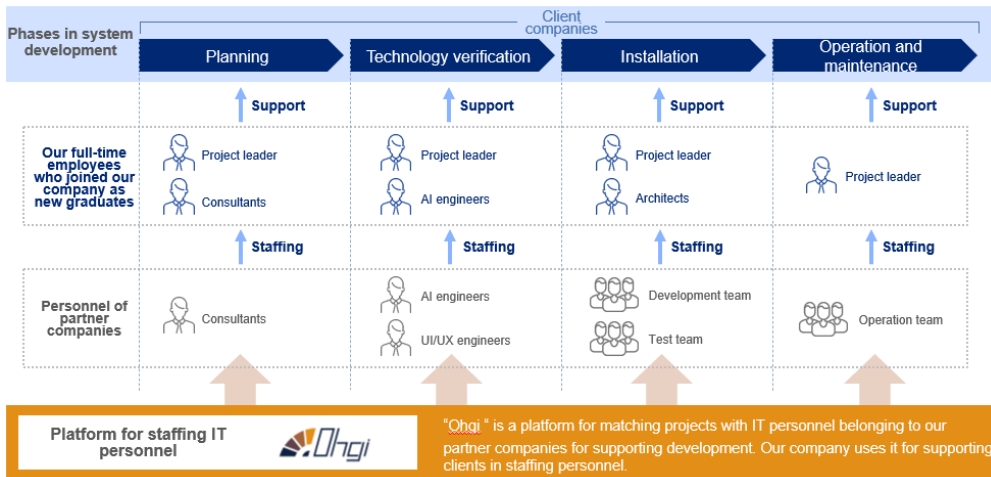 Client
companies
Phases in system
development
Planning
Technology verification
Installation
Operation and
maintenance
Support
Support
Support
Support
Our full-time
employees
who joined our
company as
new graduates
Project leader
Consultants
Project leader
AI engineers
Project leader
Architects
Project leader
Staffing
Staffing
Staffing
Staffing
Personnel of
partner
companies
Consultants
AI engineers
UI/UX engineers
Development team
Test team
Operation team
Platform for staffing IT
personnel
Ohgi
“Ohgi “ is a platform for matching projects with IT personnel belonging to our
partner companies for supporting development. Our company uses it for supporting
clients in staffing personnel.